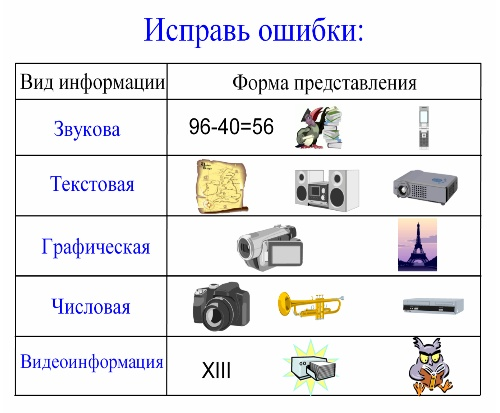 Исправь ошибки:
Вид информации Форма представления
Звукова 96-40=56
Текстовая
Графическая
Числовая
Видеоинформация XIII